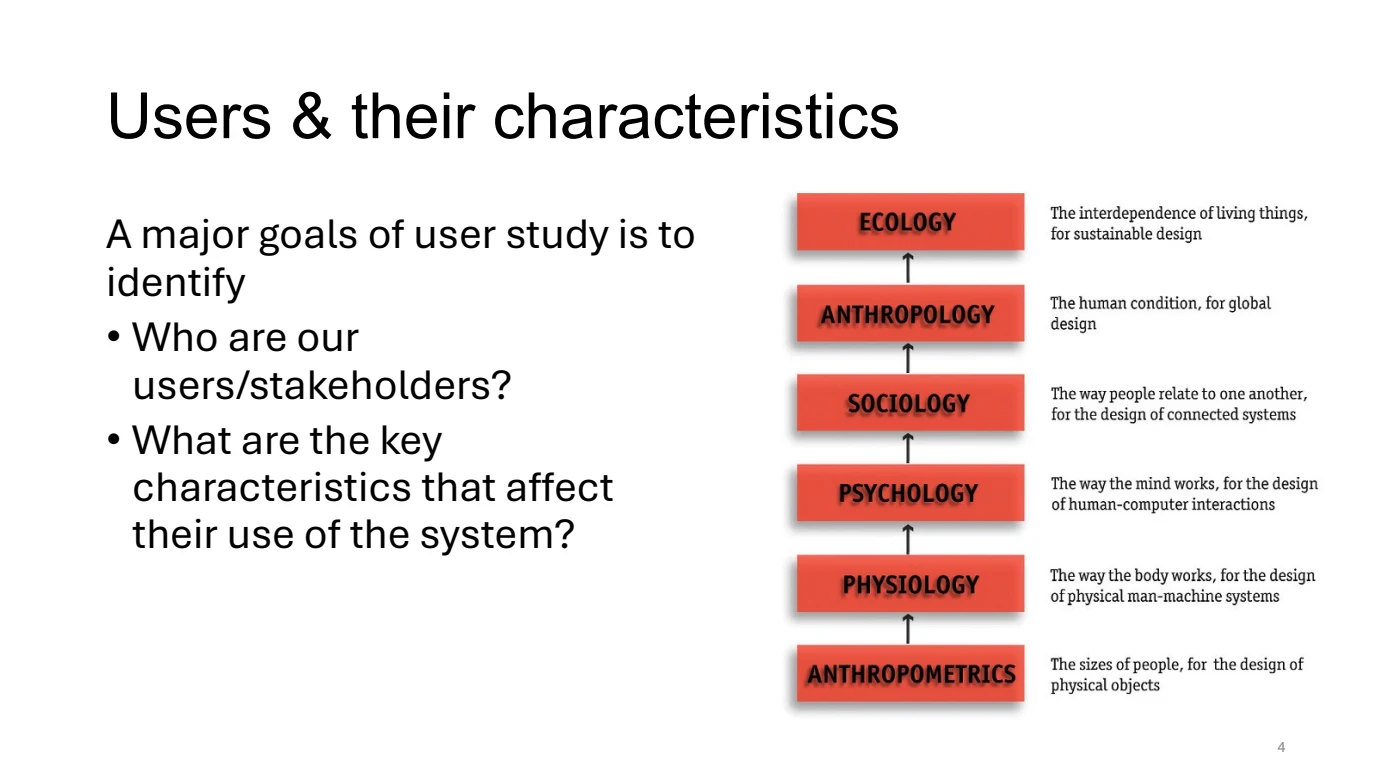 Users & their characteristics
A major goals of user study is to
identify
• Who are our
users/stakeholders?
• What are the key
characteristics that affect
their use of the system?
ECOLOGY
The interdependence of living things,
for sustainable design
ANTHROPOLOGY
The human condition, for global
design
SOCIOLOGY
The way people relate to one another,
for the design of connected systems
PSYCHOLOGY
The way the mind works, for the design
of human-computer interactions
PHYSIOLOGY
The way the body works, for the design
of physical man-machine systems
ANTHROPOMETRICS
The sizes of people, for the design of
physical objects
4